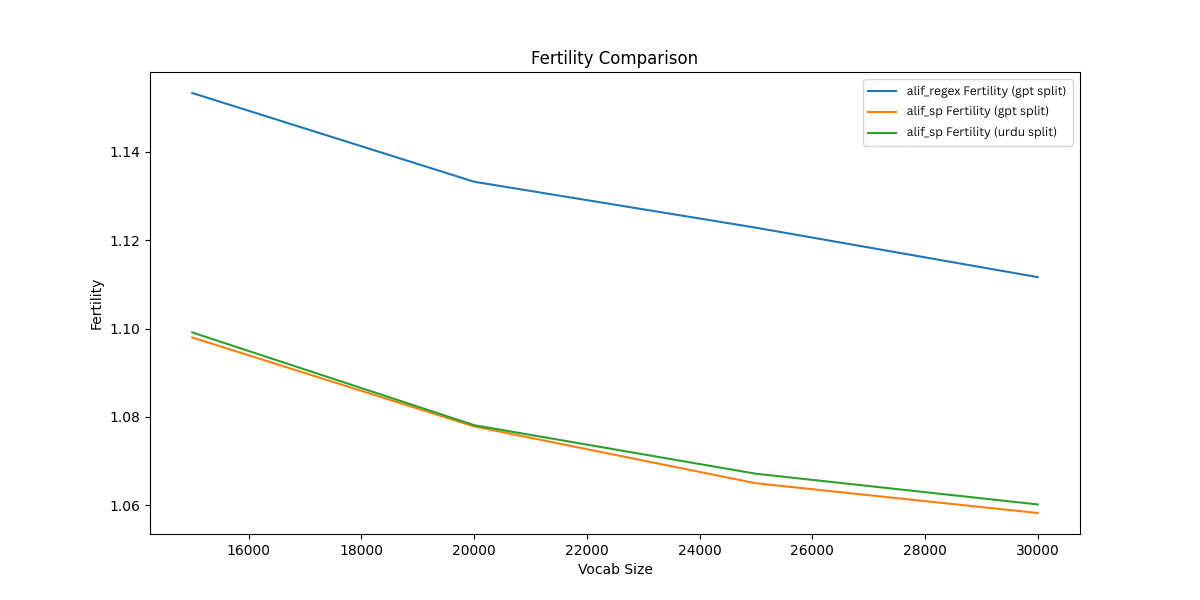 Fertility Comparison
alif_regex Fertility (gpt split)
alif_sp Fertility (gpt split)
alif_sp Fertility (urdu split)
Fertility
1.14
1.12
1.10
1.08
1.06
16000 18000 20000 22000 24000 26000 28000 30000
Vocab Size